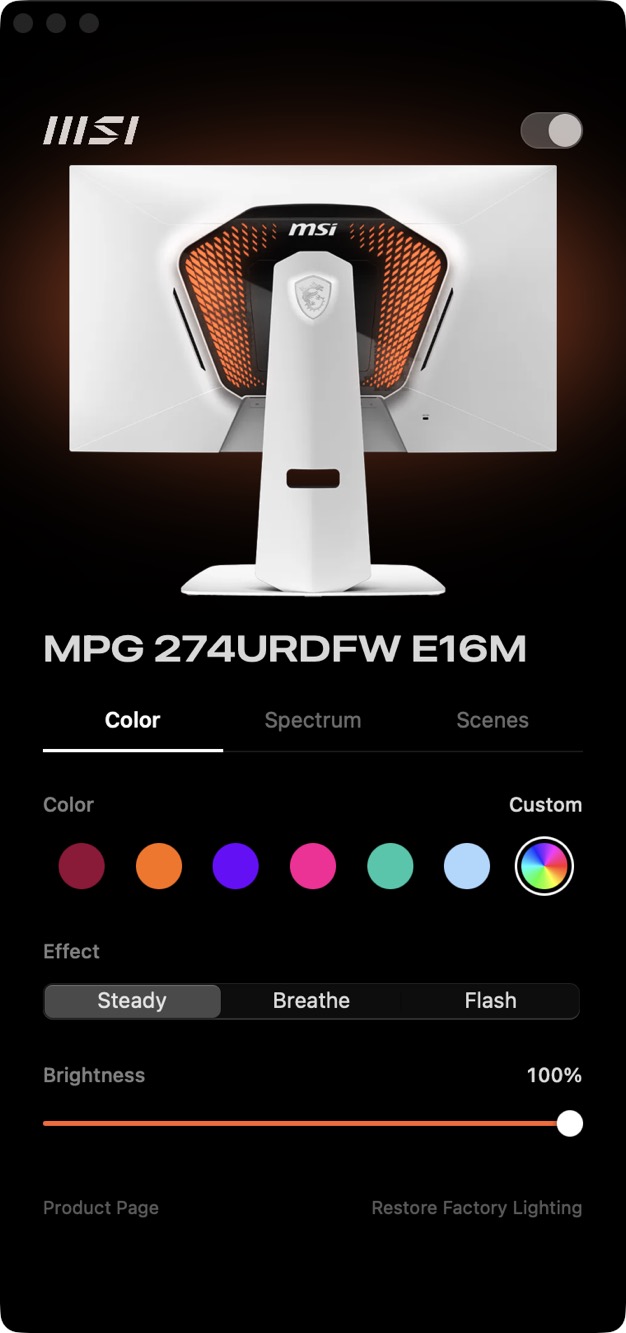 msi
msi
MPG 274URDFW E16M
Color Spectrum Scenes
Color Custom
Effect
Steady Breathe Flash
Brightness 100%
Product Page Restore Factory Lighting